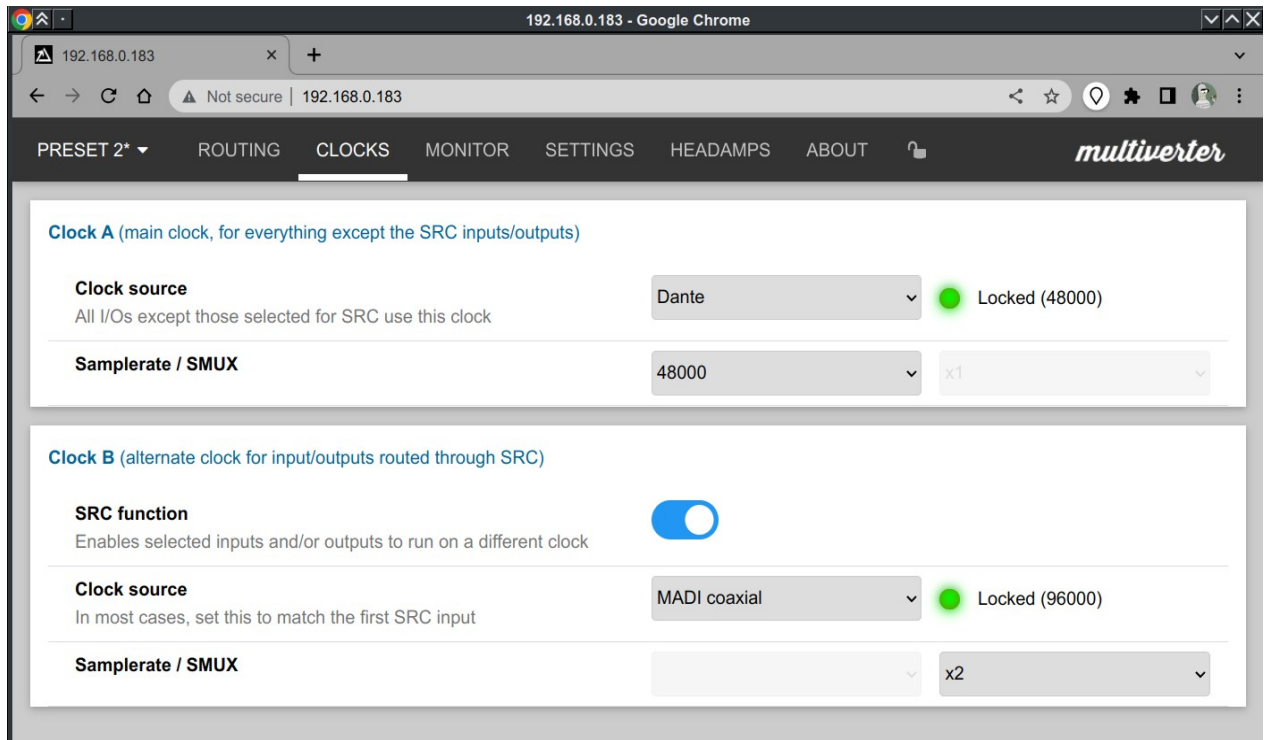 192.168.0.183 - Google Chrome
192.168.0.183
Not secure | 192.168.0.183
PRESET 2* ROUTING CLOCKS MONITOR SETTINGS HEADAMPS ABOUT multiverter
Clock A (main clock, for everything except the SRC inputs/outputs)
Clock source
Dante Locked (48000)
All I/Os except those selected for SRC use this clock
Samplerate / SMUX
48000 x1
Clock B (alternate clock for input/outputs routed through SRC)
SRC function
Enables selected inputs and/or outputs to run on a different clock
Clock source
MADI coaxial Locked (96000)
In most cases, set this to match the first SRC input
Samplerate / SMUX
x2